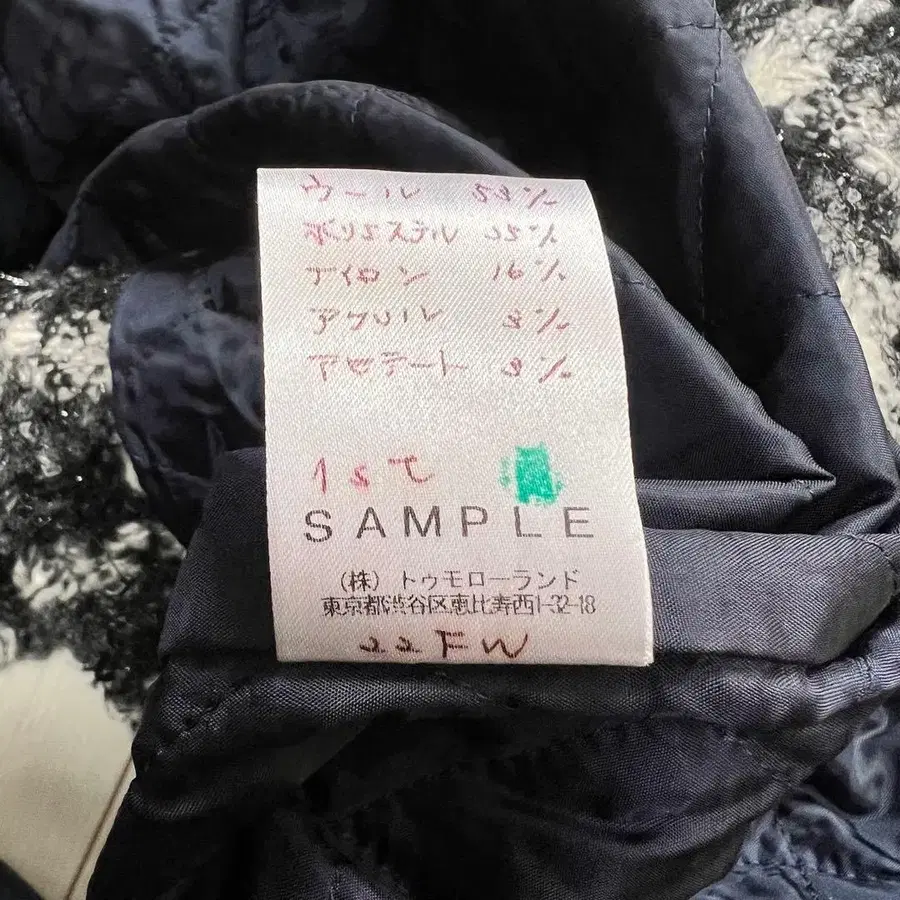 ウール 53%
ポリエステル 35%
ナイロン 16%
アクリル 3%
アセテート 3%
1st
SAMPLE
(株) トゥモローランド
東京都渋谷区恵比寿西1-32-18
22FW